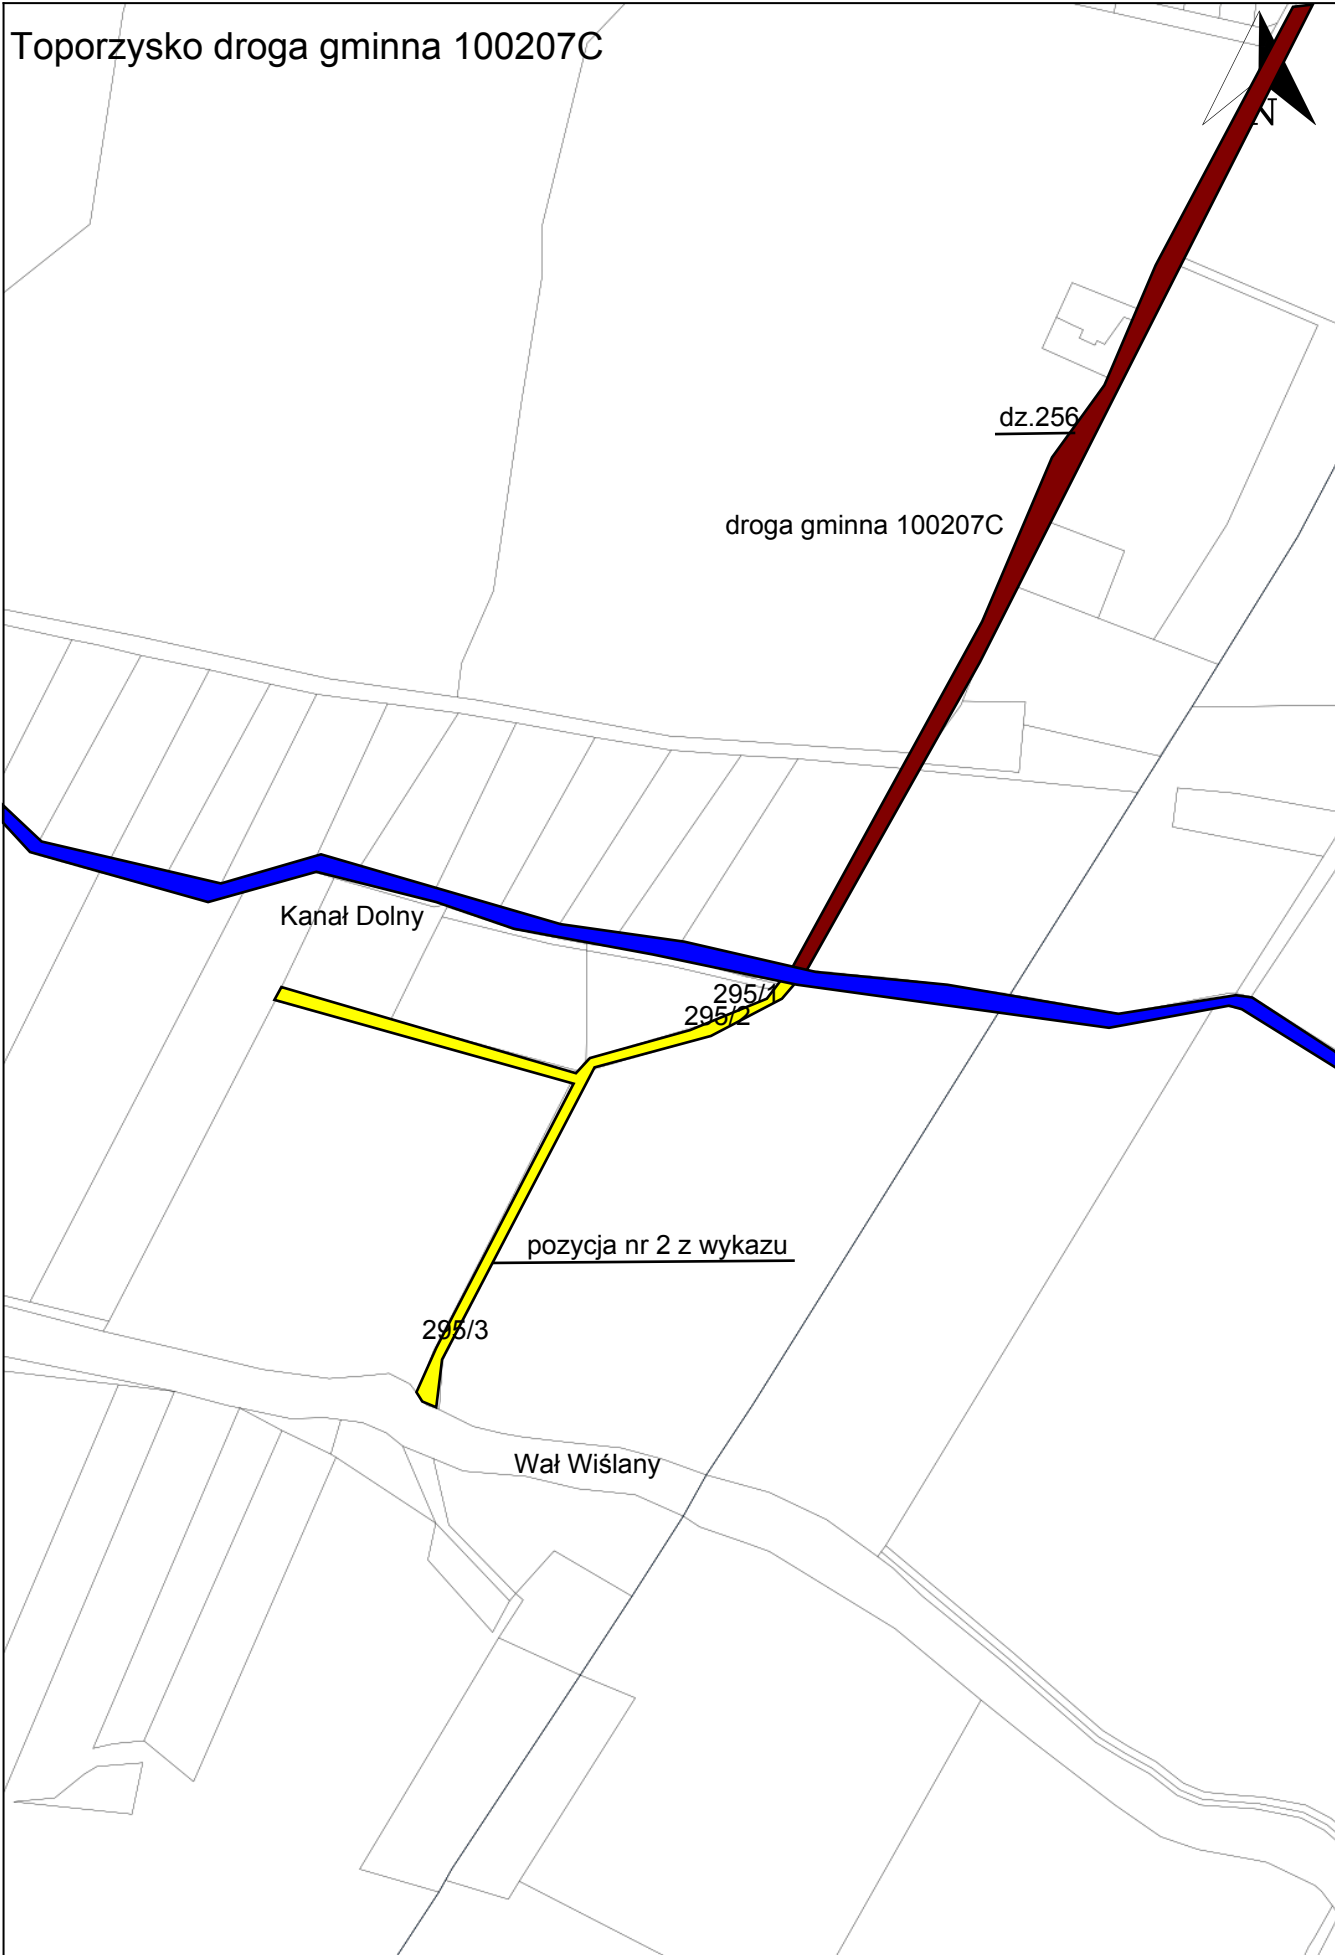 Toporzysko droga gminna 100207C
N
dz.256
droga gminna 100207C
Kanał Dolny
295/1
295/2
pozycja nr 2 z wykazu
295/3
Wał Wiślany